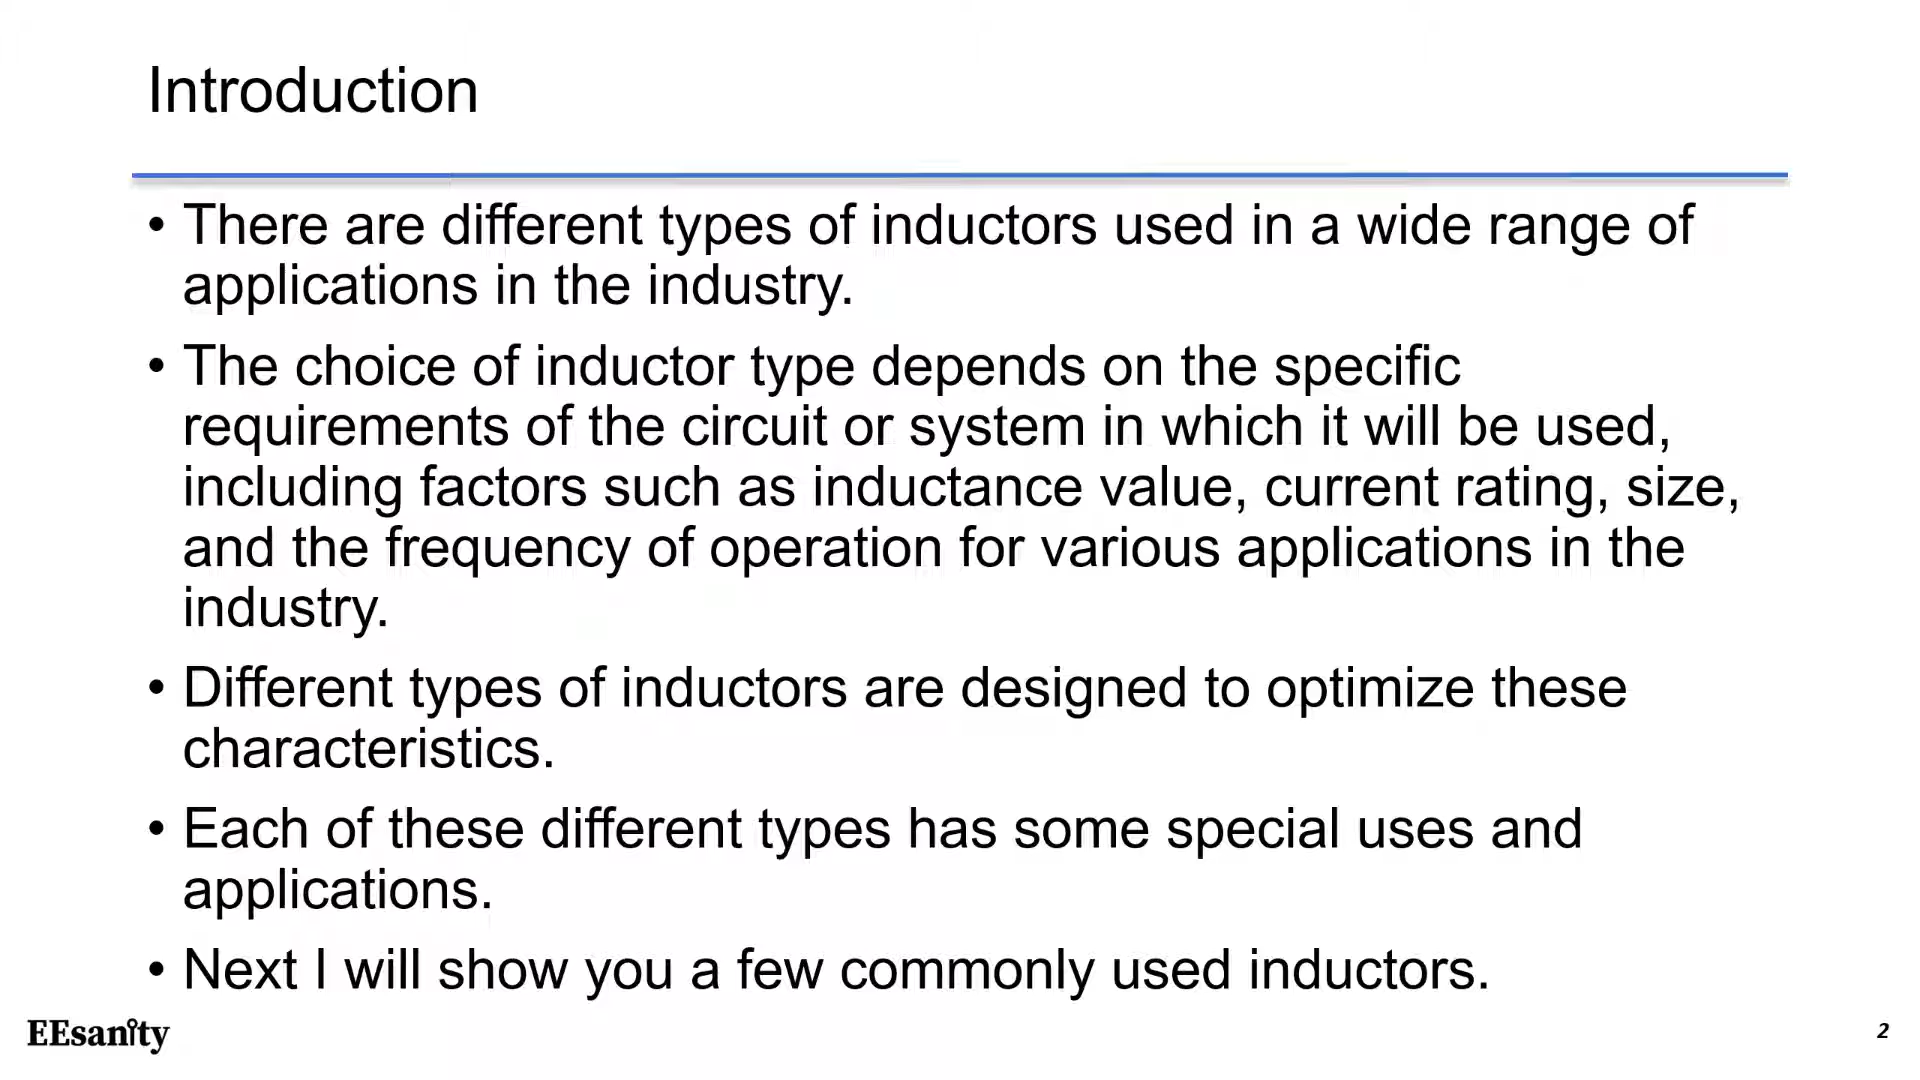 Introduction
• There are different types of inductors used in a wide range of
applications in the industry.
• The choice of inductor type depends on the specific
requirements of the circuit or system in which it will be used,
including factors such as inductance value, current rating, size,
and the frequency of operation for various applications in the
industry.
• Different types of inductors are designed to optimize these
characteristics.
• Each of these different types has some special uses and
applications.
• Next I will show you a few commonly used inductors.
EEsanity
2